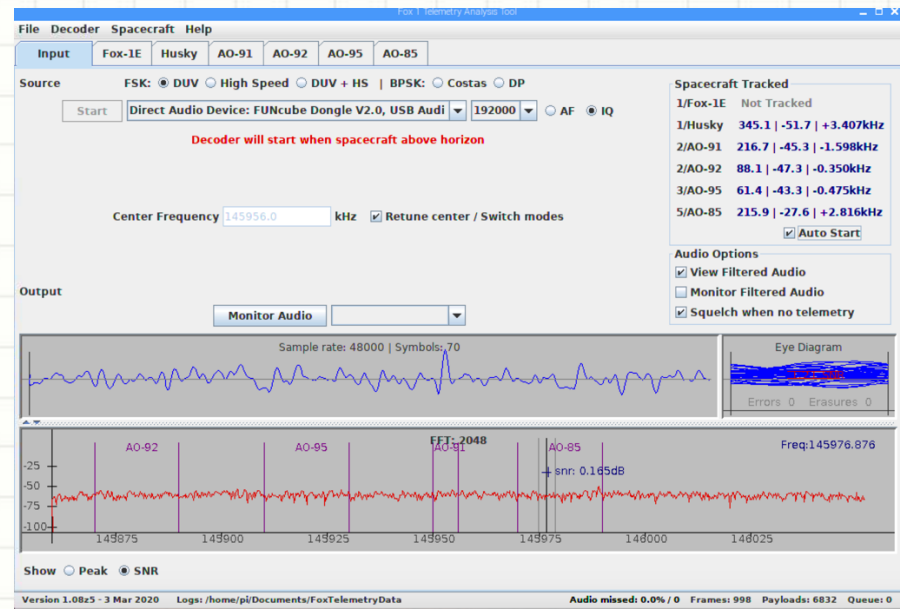 Fox 1 Telemetry Analysis Tool
File Decoder Spacecraft Help
Input Fox-1E Husky AO-91 AO-92 AO-95 AO-85
Source FSK: DUV High Speed DUV + HS | BPSK: Costas DP
Start Direct Audio Device: FUNcube Dongle V2.0, USB Audi 192000 AF IQ
Decoder will start when spacecraft above horizon
Center Frequency 145956.0 kHz Retune center / Switch modes
Spacecraft Tracked
1/Fox-1E Not Tracked
1/Husky 345.1 | -51.7 | +3.407kHz
2/AO-91 216.7 | -45.3 | -1.598kHz
2/AO-92 88.1 | -47.3 | -0.350kHz
3/AO-95 61.4 | -43.3 | -0.475kHz
5/AO-85 215.9 | -27.6 | +2.816kHz
Auto Start
Audio Options
View Filtered Audio
Monitor Filtered Audio
Squelch when no telemetry
Output
Monitor Audio
Sample rate: 48000 | Symbols: 70
Eye Diagram
Errors 0 Erasures 0
FFT: 2048
AO-92 AO-95 AO-91 AO-85 Freq:145976.876
snr: 0.165dB
-25
-50
-75
-100
145875 145900 145925 145950 145975 146000 146025
Show Peak SNR
Version 1.08z5 - 3 Mar 2020 Logs: /home/pi/Documents/FoxTelemetryData Audio missed: 0.0% / 0 Frames: 998 Payloads: 6832 Queue: 0